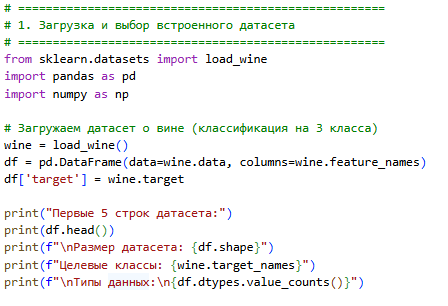 # ==================================================
# 1. Загрузка и выбор встроенного датасета
# ==================================================
from sklearn.datasets import load_wine
import pandas as pd
import numpy as np

# Загружаем датасет о вине (классификация на 3 класса)
wine = load_wine()
df = pd.DataFrame(data=wine.data, columns=wine.feature_names)
df['target'] = wine.target

print("Первые 5 строк датасета:")
print(df.head())
print(f"\nРазмер датасета: {df.shape}")
print(f"Целевые классы: {wine.target_names}")
print(f"\nТипы данных:\n{df.dtypes.value_counts()}")